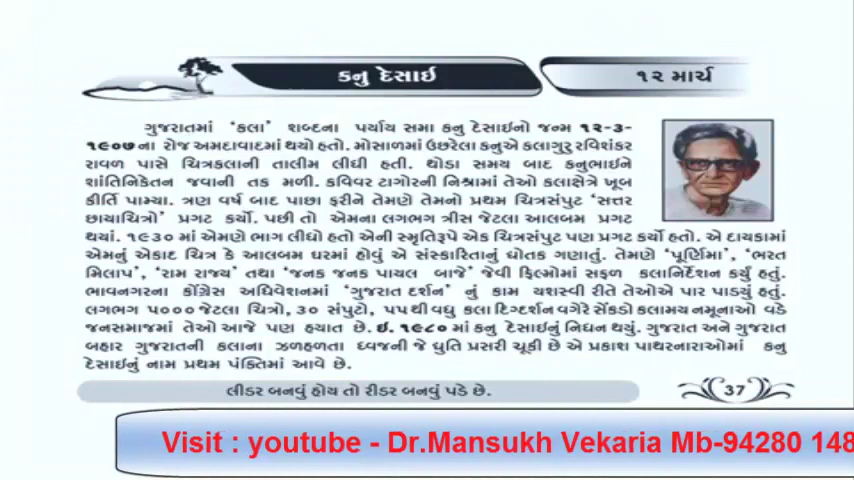 કનુ દેસાઈ
૧૨ માર્ચ
ગુજરાતમાં ‘કલા’ શબ્દના પર્યાય સમા કનુ દેસાઈનો જન્મ ૧૨-૩-
૧૯૦૭ના રોજ અમદાવાદમાં થયો હતો. મોસાળમાં ઉછરેલા કનુએ કલાગુરુ રવિશંકર
રાવળ પાસે ચિત્રકલાની તાલીમ લીધી હતી. થોડા સમય બાદ કનુભાઈને
શાંતિનિકેતન જવાની તક મળી. કવિવર ટાગોરની નિશ્રામાં તેઓ કલાક્ષેત્રે ખૂબ
કીર્તિ પામ્યા. ત્રણ વર્ષ બાદ પાછા ફરીને તેમણે તેમનો પ્રથમ ચિત્રસંપુટ ‘સત્તર
છાયાચિત્રો’ પ્રગટ કર્યો. પછી તો એમના લગભગ ત્રીસ જેટલા આલબમ પ્રગટ
થયાં. ૧૯૩૦ માં એમણે ભાગ લીધો હતો એની સ્મૃતિરૂપે એક ચિત્રસંપુટ પણ પ્રગટ કર્યો હતો. એ દાયકામાં
એમનું એકાદ ચિત્ર કે આલબમ ઘરમાં હોવું એ સંસ્કારિતાનું ધોતક ગણાતું. તેમણે ‘પૂર્ણિમા’, ‘ભરત
મિલાપ’, ‘રામ રાજ્ય’ તથા ‘જનક જનક પાયલ બાજે’ જેવી ફિલ્મોમાં સફળ કલાનિર્દેશન કર્યું હતું.
ભાવનગરના કોંગ્રેસ અધિવેશનમાં ‘ગુજરાત દર્શન’ નું કામ યશસ્વી રીતે તેઓએ પાર પાડ્યું હતું.
લગભગ ૫૦૦૦ જેટલા ચિત્રો, ૩૦ સંપુટો, ૫૫થી વધુ કલા દિગ્દર્શન વગેરે સેંકડો કલામય નમૂનાઓ વડે
જનસમાજમાં તેઓ આજે પણ હયાત છે. ઇ. ૧૯૮૦ માં કનુ દેસાઈનું નિધન થયું. ગુજરાત અને ગુજરાત
બહાર ગુજરાતની કલાના ઝળહળતા ધ્વજની જે ધુતિ પ્રસરી ચૂકી છે એ પ્રકાશ પાથરનારાઓમાં કનુ
દેસાઈનું નામ પ્રથમ પંક્તિમાં આવે છે.
લીડર બનવું હોય તો રીડર બનવું પડે છે.
37
Visit : youtube - Dr.Mansukh Vekaria Mb-94280 148